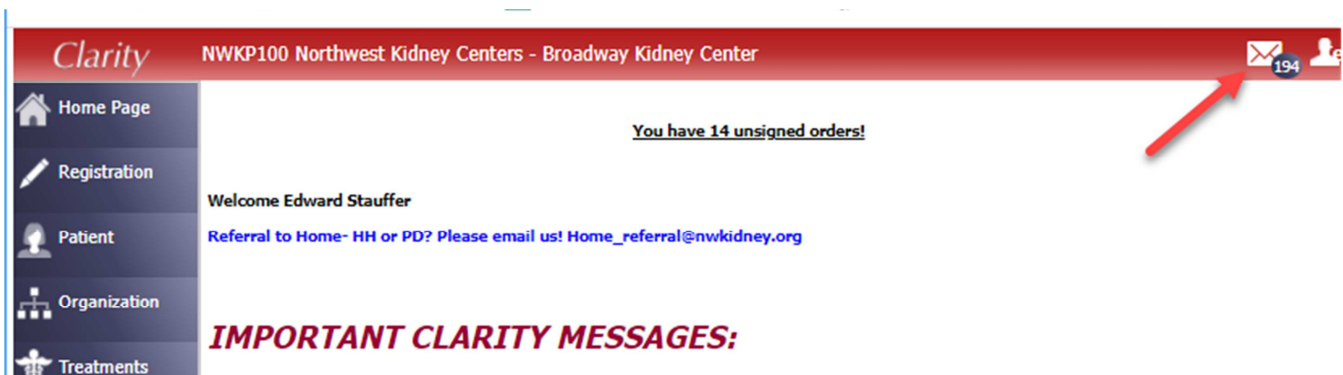 Clarity
NWKP100 Northwest Kidney Centers - Broadway Kidney Center
194
Home Page
Registration
Patient
Organization
Treatments
You have 14 unsigned orders!
Welcome Edward Stauffer
Referral to Home- HH or PD? Please email us! Home_referral@nwkidney.org
IMPORTANT CLARITY MESSAGES: